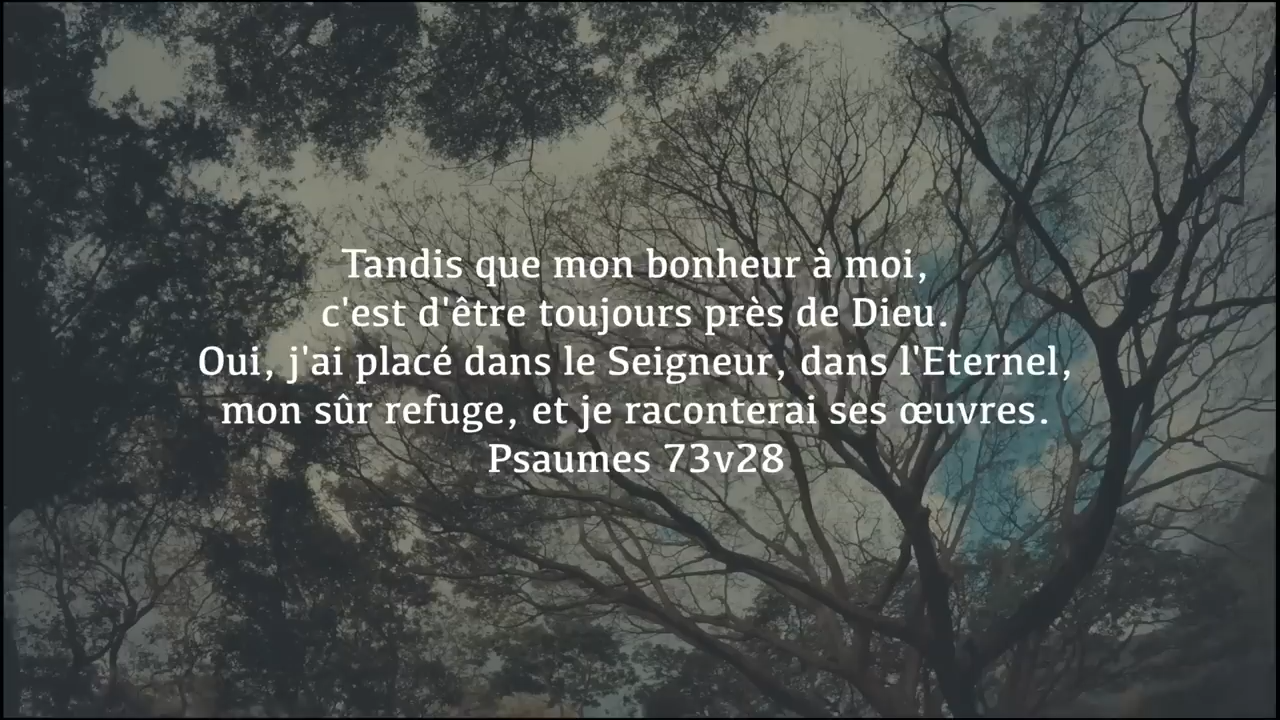 Tandis que mon bonheur à moi,
c'est d'être toujours près de Dieu.
Oui, j'ai placé dans le Seigneur, dans l'Eternel,
mon sûr refuge, et je raconterai ses œuvres.
Psaumes 73v28